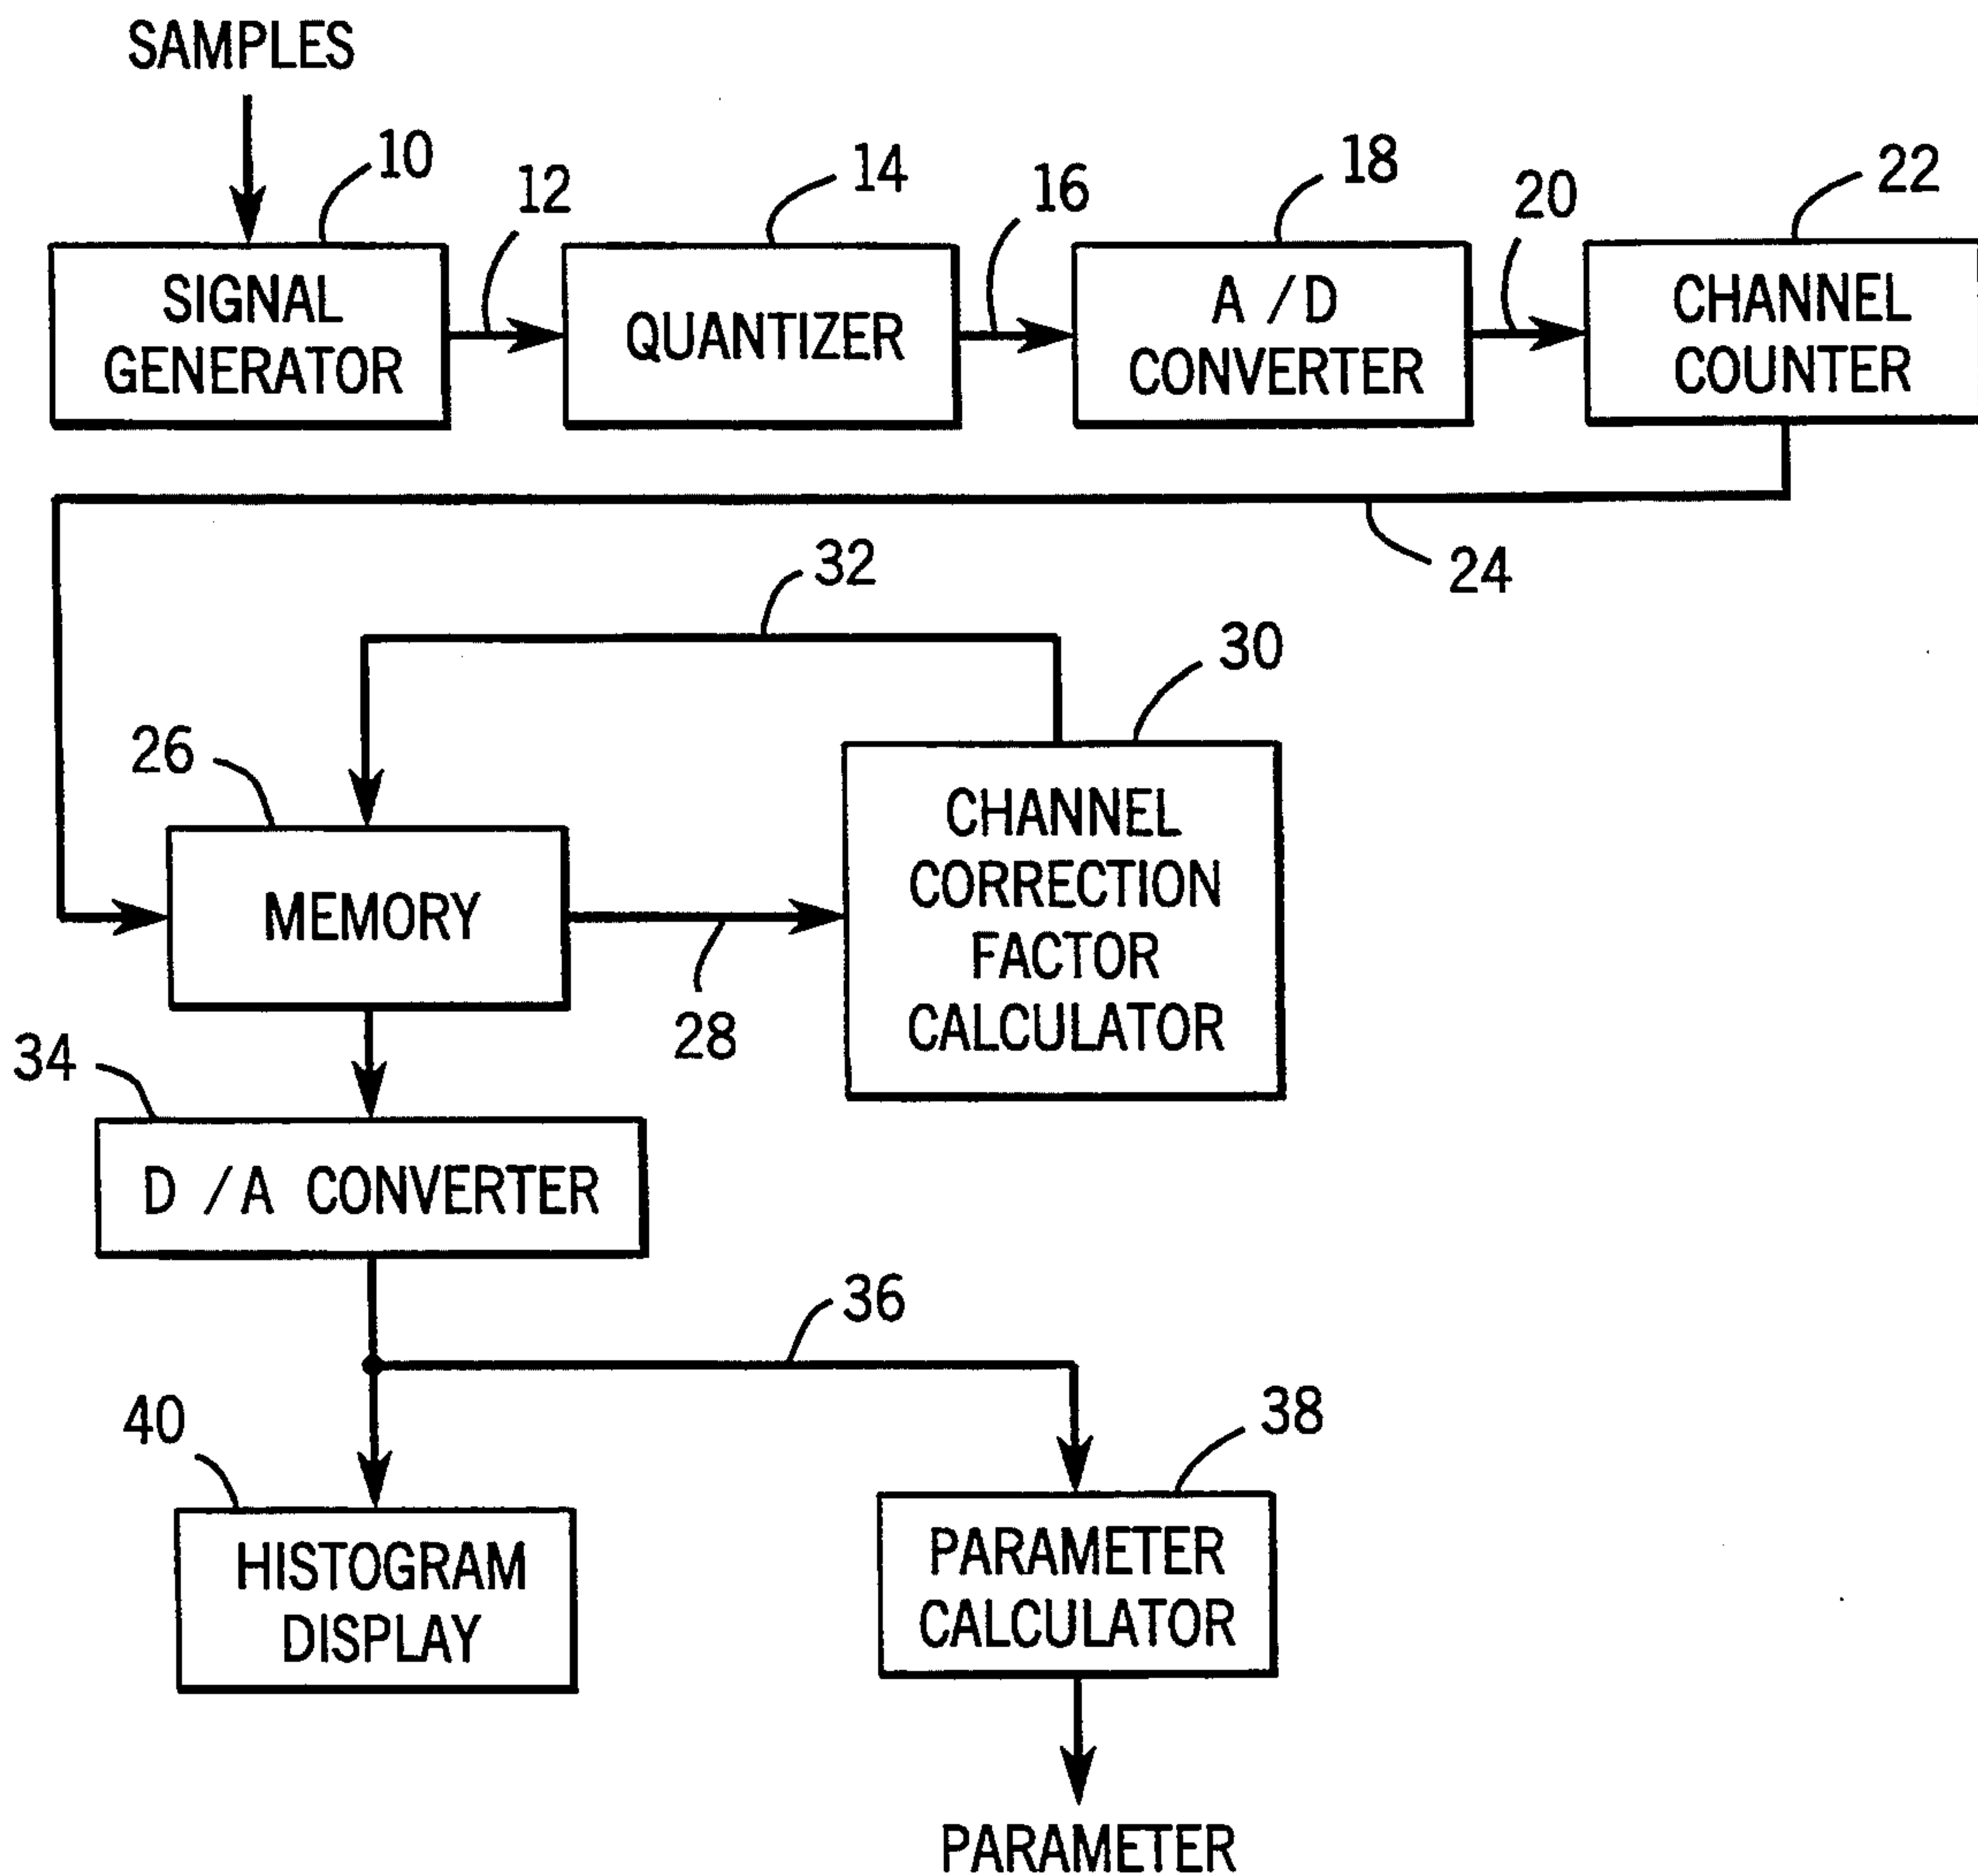 SAMPLES
10
12
14
16
18
20
22
SIGNAL
GENERATOR
QUANTIZER
A /D
CONVERTER
CHANNEL
COUNTER
24
32
30
26
CHANNEL
CORRECTION
FACTOR
CALCULATOR
MEMORY
28
34
D /A CONVERTER
36
40
38
HISTOGRAM
DISPLAY
PARAMETER
CALCULATOR
PARAMETER